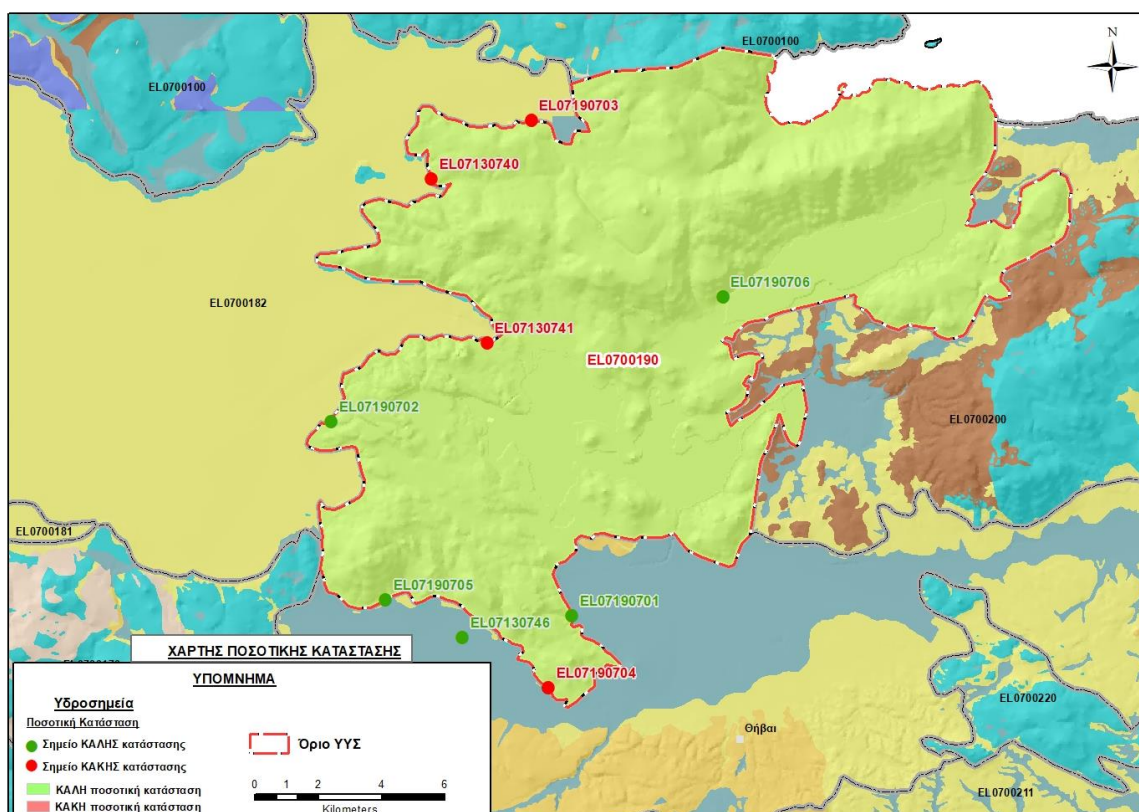 EL0700100
N
EL0700100
EL07190703
EL07130740
EL0700182
EL07190706
EL07130741
EL0700190
EL07190702
EL0700200
EL0700181
EL07190705
EL07190701
EL07130746
ΧΑΡΤΗΣ ΠΟΣΟΤΙΚΗΣ ΚΑΤΑΣΤΑΣΗΣ
EL07190704
EL0700220
Θήβαι
EL0700211
ΥΠΟΜΝΗΜΑ
Υδροσημεία
Ποσοτική Κατάσταση
Σημείο ΚΑΛΗΣ κατάστασης
Σημείο ΚΑΚΗΣ κατάστασης
ΚΑΛΗ ποσοτική κατάσταση
ΚΑΚΗ ποσοτική κατάσταση
Όριο ΥΥΣ
0 1 2 4 6
Kilometers